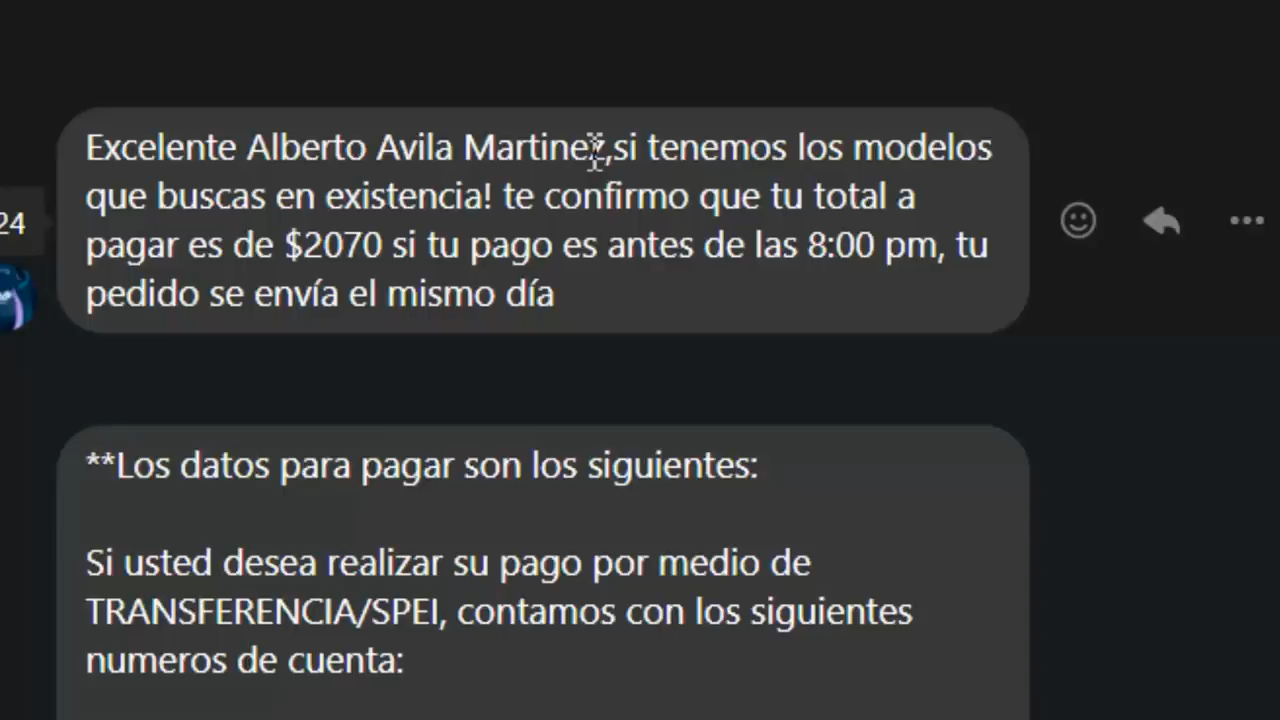 Excelente Alberto Avila Martinez,si tenemos los modelos
que buscas en existencia! te confirmo que tu total a
24
pagar es de $2070 si tu pago es antes de las 8:00 pm, tu
pedido se envía el mismo día
**Los datos para pagar son los siguientes:
Si usted desea realizar su pago por medio de
TRANSFERENCIA/SPEI, contamos con los siguientes
numeros de cuenta: